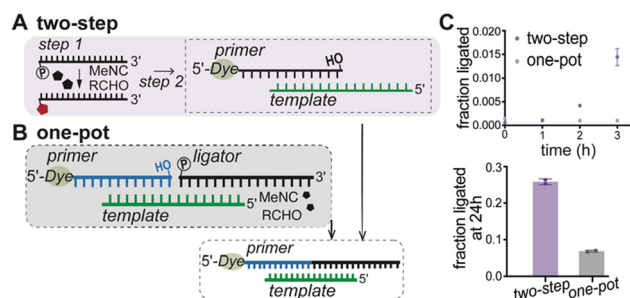 A two-step
step 1
3'
P
MeNC
RCHO
3'
step 2
primer
5'-Dye
HO
template
5'
B one-pot
primer
HO
P
ligator
5'-Dye
3'
5'
MeNC
RCHO
template
primer
5'-Dye
template
C
fraction ligated
0.020
0.015
0.010
0.005
0.000
two-step
one-pot
0
1
2
3
time (h)
fraction ligated
at 24h
0.3
0.2
0.1
0.0
two-step
one-pot